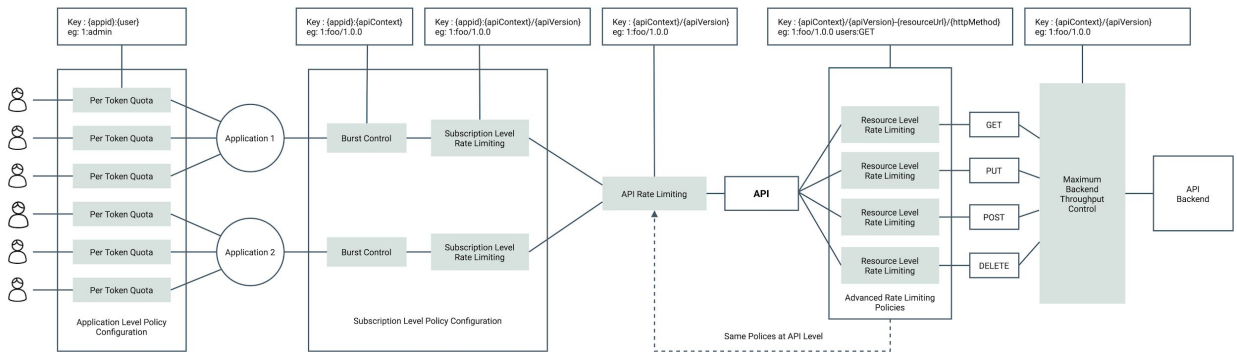 Key : {appid}:{user}
eg: 1:admin
Key : {appid}:{apiContext}
eg: 1:foo/1.0.0
Key : {appid}:{apiContext}/{apiVersion}
eg: 1:foo/1.0.0
Key : {apiContext}/{apiVersion}
eg: 1:foo/1.0.0
Key : {apiContext}/{apiVersion}-{resourceUrl}/{httpMethod}
eg: 1:foo/1.0.0 users:GET
Key : {apiContext}/{apiVersion}
eg: 1:foo/1.0.0
Per Token Quota
Per Token Quota
Per Token Quota
Per Token Quota
Per Token Quota
Per Token Quota
Application Level Policy
Configuration
Application 1
Application 2
Burst Control
Subscription Level
Rate Limiting
Burst Control
Subscription Level
Rate Limiting
Subscription Level Policy Configuration
API Rate Limiting
API
Resource Level
Rate Limiting
Resource Level
Rate Limiting
Resource Level
Rate Limiting
Resource Level
Rate Limiting
Advanced Rate Limiting
Policies
GET
PUT
POST
DELETE
Maximum
Backend
Throughput
Control
API
Backend
Same Polices at API Level